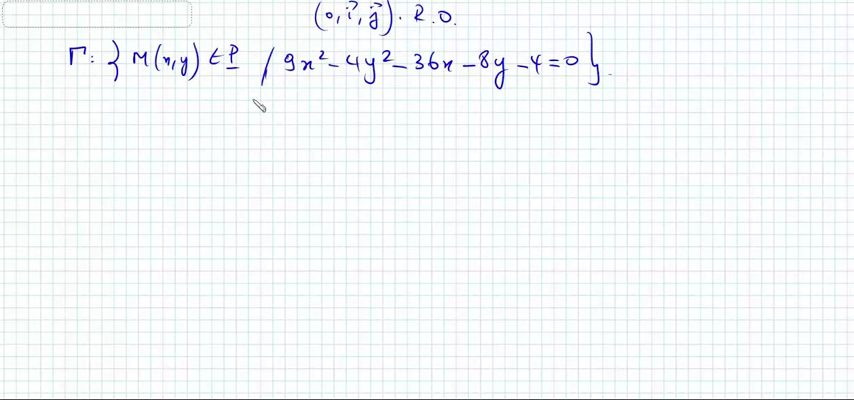 (o, i⃗, j⃗). R.O.
Γ: { M(x,y) ∈ P / 9x² - 4y² - 36x - 8y - 4 = 0 }.